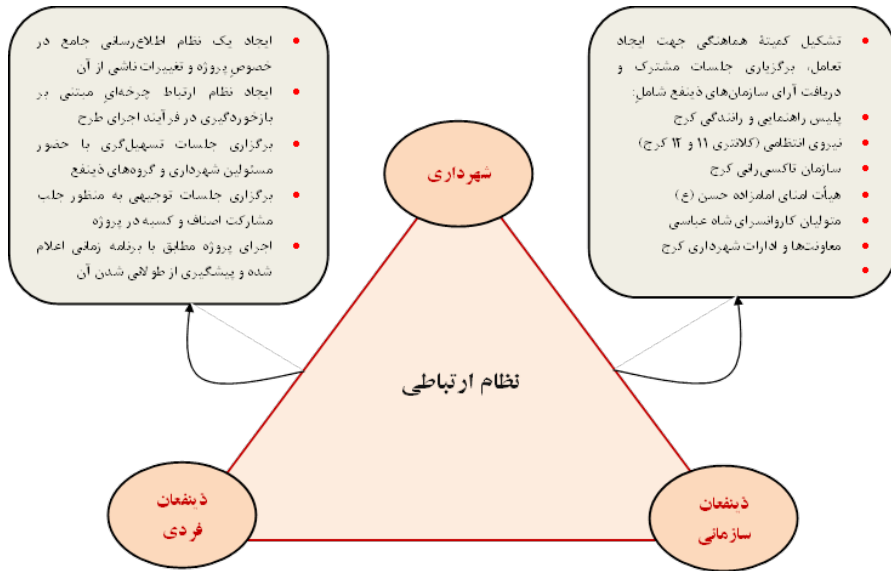 تشکیل کمیتهٔ هماهنگی جهت ایجاد
تعامل، برگزیاری جلسات مشترک و
دریافت آرای سازمان‌های ذینفع شامل:
پلیس راهنمایی و رانندگی کرج
نیروی انتظامی (کلانتری ۱۱ و ۱۲ کرج)
سازمان تاکسی‌رانی کرج
هیأت امنای امامزاده حسن (ع)
متولیان کاروانسرای شاه عباسی
معاونت‌ها و ادارات شهرداری کرج
ایجاد یک نظام اطلاع‌رسانی جامع در
خصوص پروژه و تغییرات ناشی از آن
ایجاد نظام ارتباط چرخه‌ای مبتنی بر
بازخوردگیری در فرآیند اجرای طرح
برگزاری جلسات تسهیل‌گری با حضور
مسئولین شهرداری و گروه‌های ذینفع
برگزاری جلسات توجیهی به منظور جلب
مشارکت اصناف و کسبه در پروژه
اجرای پروژه مطابق با برنامه زمانی اعلام
شده و پیشگیری از طولانی شدن آن
شهرداری
نظام ارتباطی
ذینفعان
سازمانی
ذینفعان
فردی